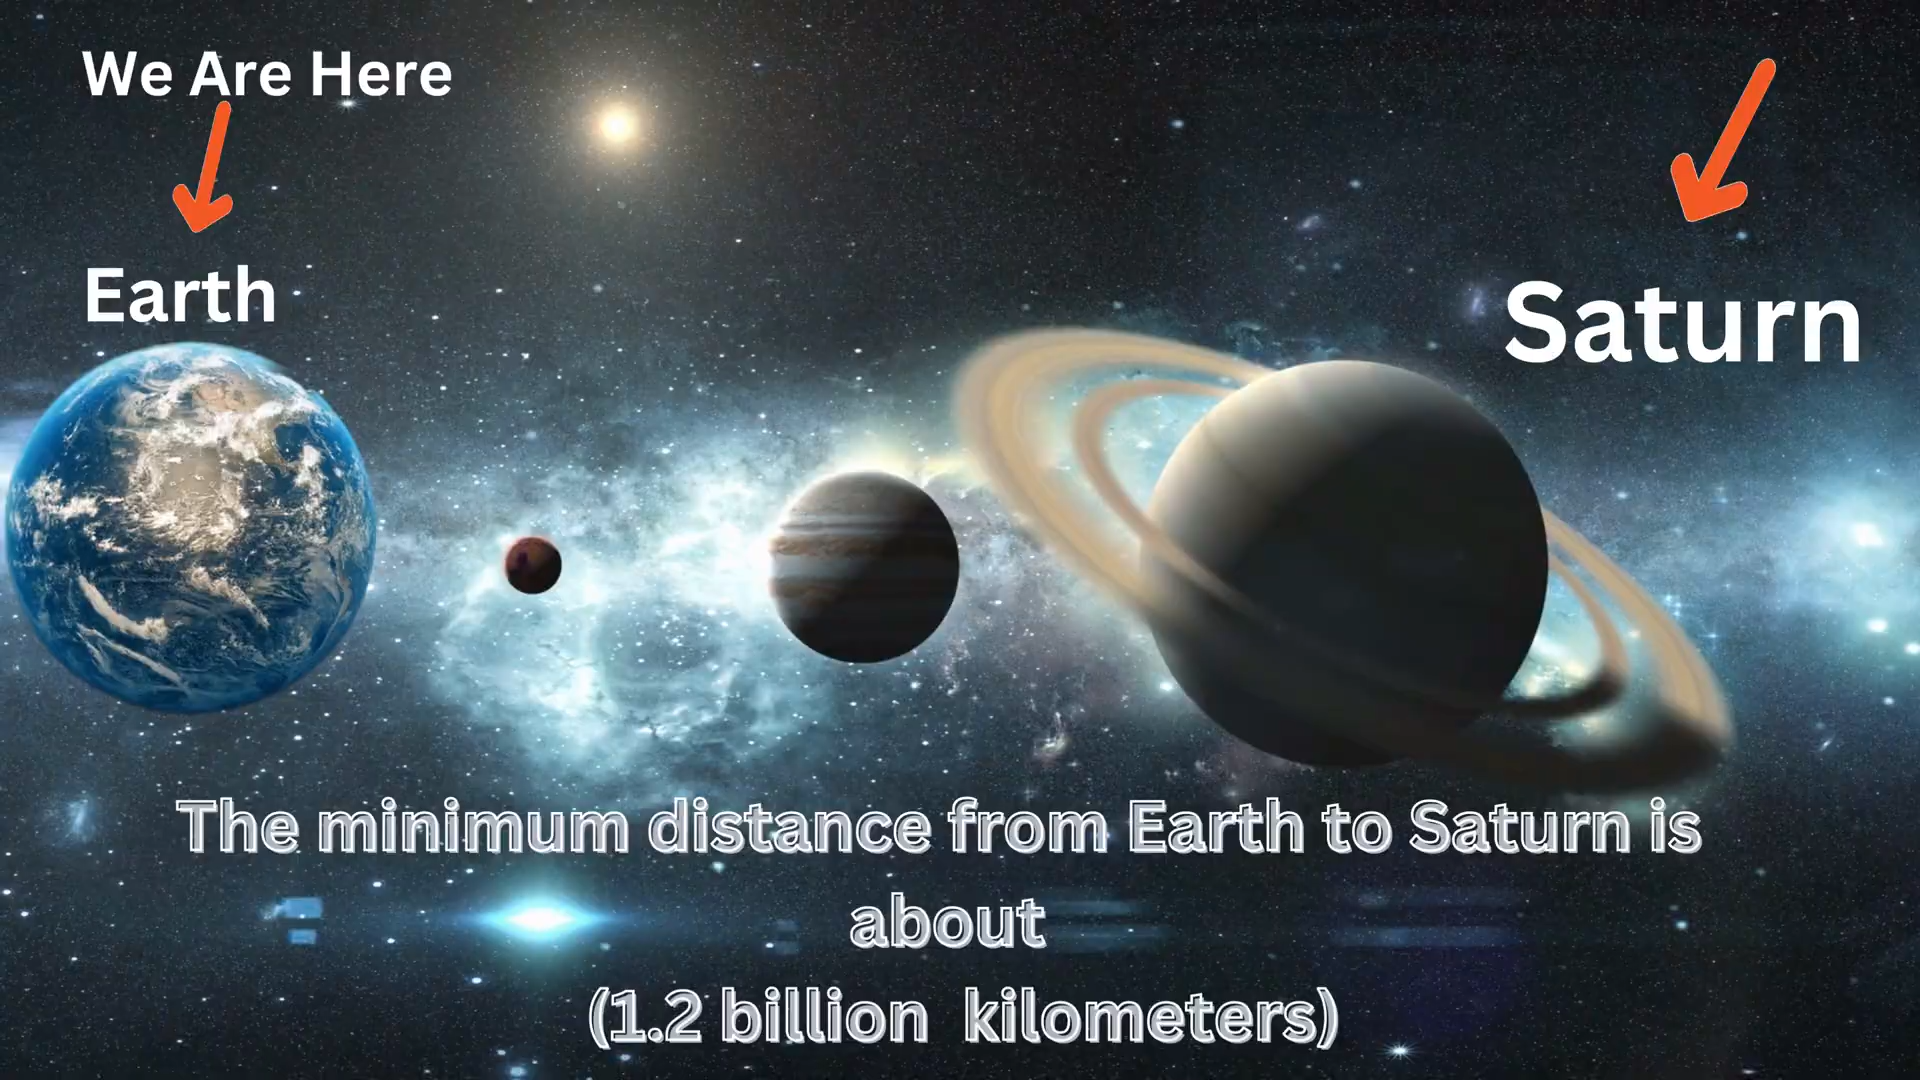 We Are Here
Earth
Saturn
The minimum distance from Earth to Saturn is
about
(1.2 billion kilometers)